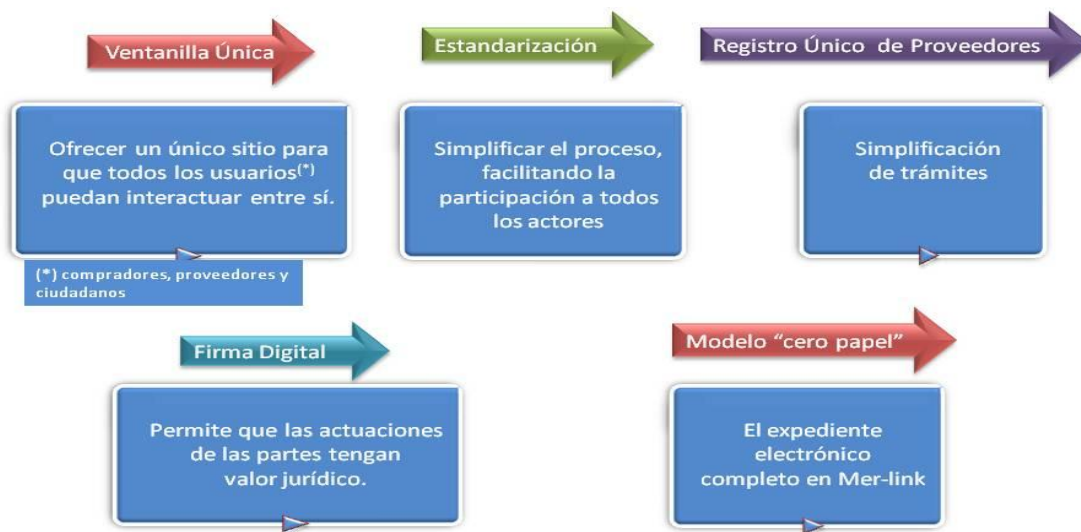 Ventanilla Única
Ofrecer un único sitio para
que todos los usuarios(*)
puedan interactuar entre sí.
(*) compradores, proveedores y
ciudadanos
Estandarización
Simplificar el proceso,
facilitando la
participación a todos
los actores
Registro Único de Proveedores
Simplificación
de trámites
Firma Digital
Permite que las actuaciones
de las partes tengan
valor jurídico.
Modelo “cero papel”
El expediente
electrónico
completo en Mer-link